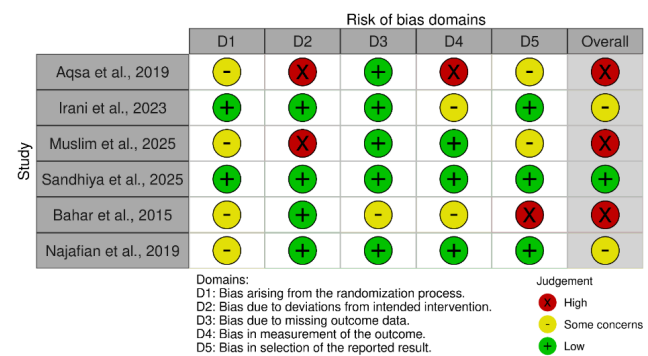 Risk of bias domains
D1 D2 D3 D4 D5 Overall
Study
Aqsa et al., 2019 - X + X - X
Irani et al., 2023 + + + - + -
Muslim et al., 2025 - X + + - X
Sandhiya et al., 2025 + + + + + +
Bahar et al., 2015 - + - - X X
Najafian et al., 2019 - + + + + -
Domains:
D1: Bias arising from the randomization process.
D2: Bias due to deviations from intended intervention.
D3: Bias due to missing outcome data.
D4: Bias in measurement of the outcome.
D5: Bias in selection of the reported result.
Judgement
X High
- Some concerns
+ Low